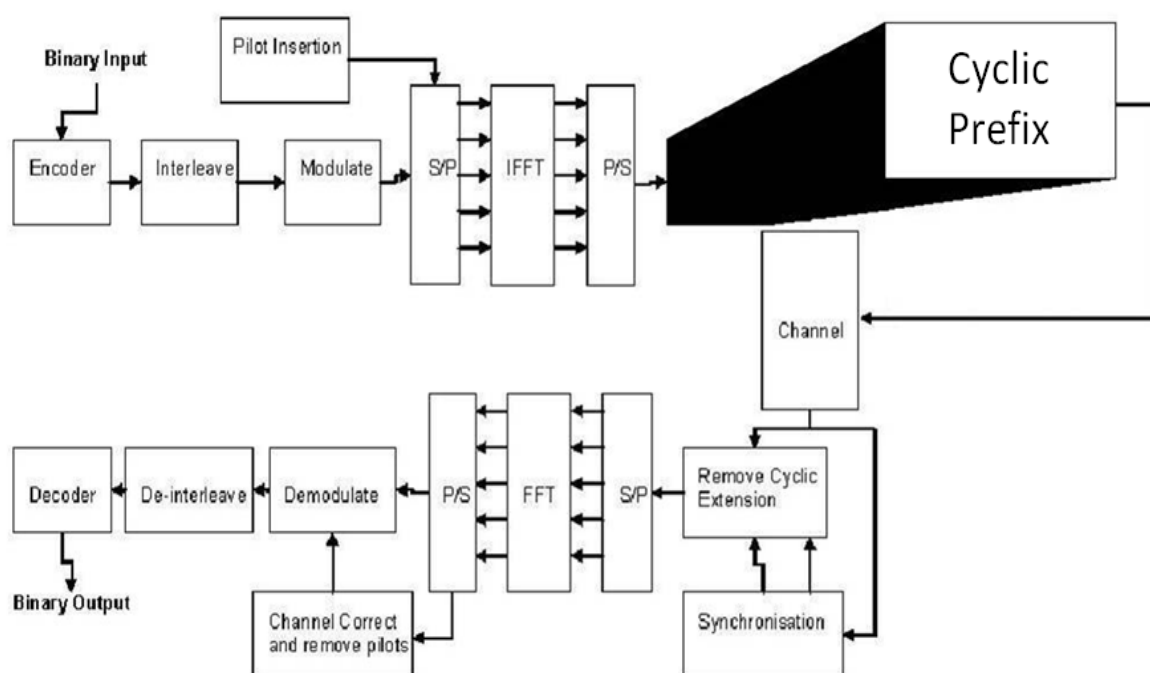 Binary Input
Pilot Insertion
Encoder
Interleave
Modulate
S/P
IFFT
P/S
Cyclic
Prefix
Channel
Remove Cyclic
Extension
Synchronisation
S/P
FFT
P/S
Demodulate
De-interleave
Decoder
Channel Correct
and remove pilots
Binary Output